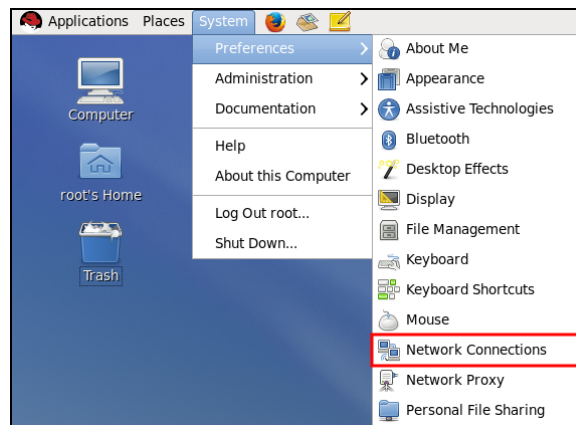 Applications Places System
Computer
root's Home
Trash
Preferences
Administration
Documentation
Help
About this Computer
Log Out root...
Shut Down...
About Me
Appearance
Assistive Technologies
Bluetooth
Desktop Effects
Display
File Management
Keyboard
Keyboard Shortcuts
Mouse
Network Connections
Network Proxy
Personal File Sharing